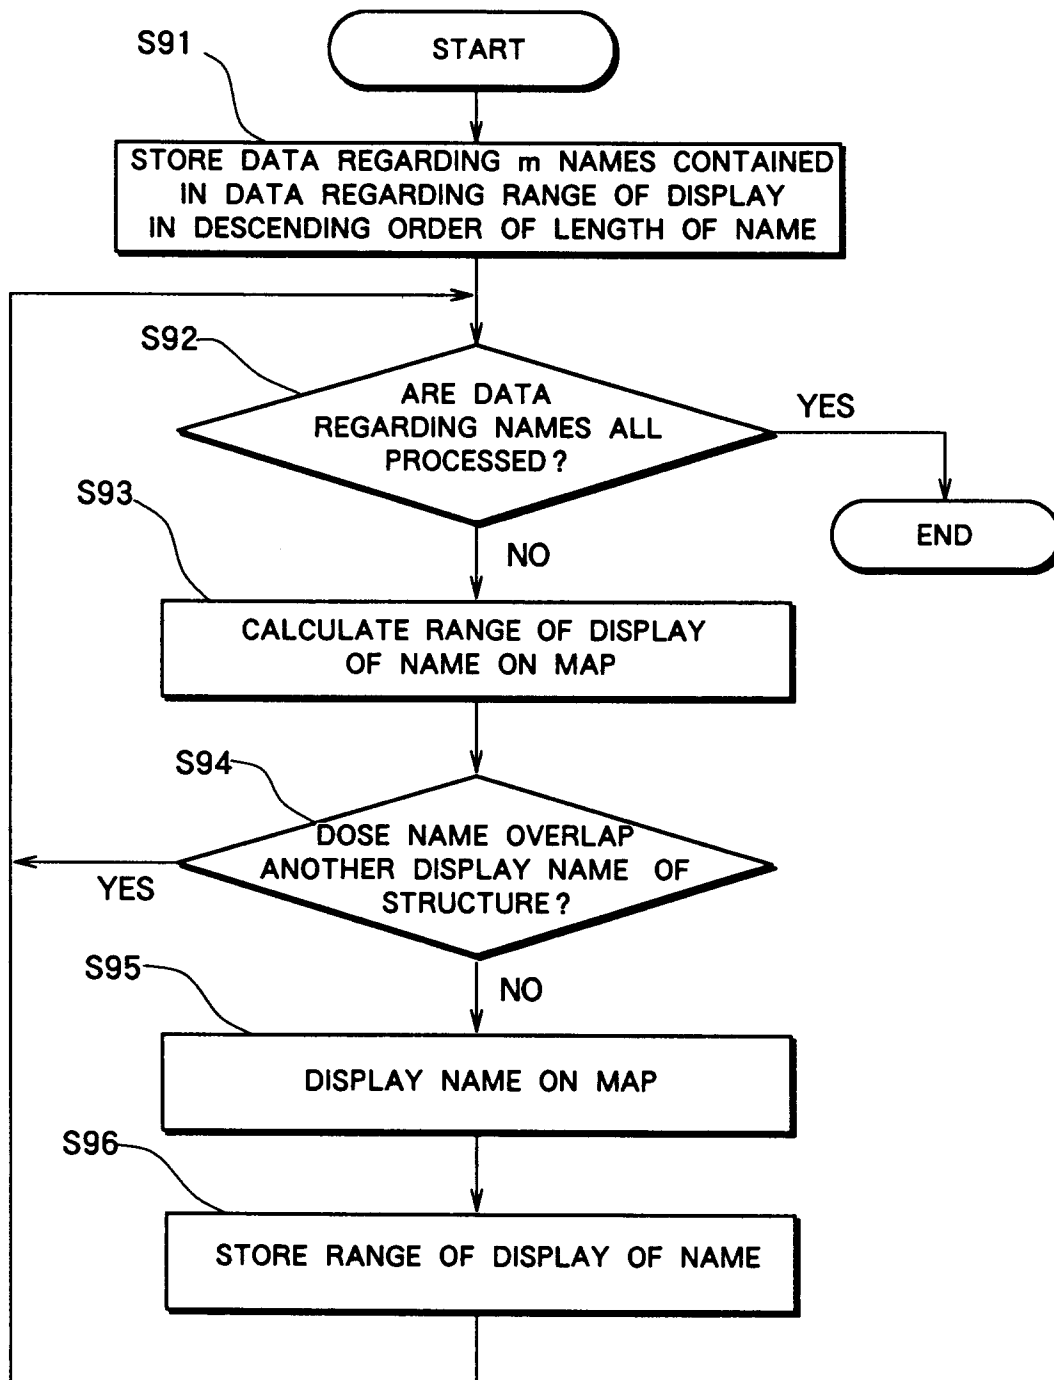 START
S91
STORE DATA REGARDING m NAMES CONTAINED
IN DATA REGARDING RANGE OF DISPLAY
IN DESCENDING ORDER OF LENGTH OF NAME
S92
ARE DATA
REGARDING NAMES ALL
PROCESSED?
YES
END
NO
S93
CALCULATE RANGE OF DISPLAY
OF NAME ON MAP
S94
DOSE NAME OVERLAP
ANOTHER DISPLAY NAME OF
STRUCTURE?
YES
NO
S95
DISPLAY NAME ON MAP
S96
STORE RANGE OF DISPLAY OF NAME